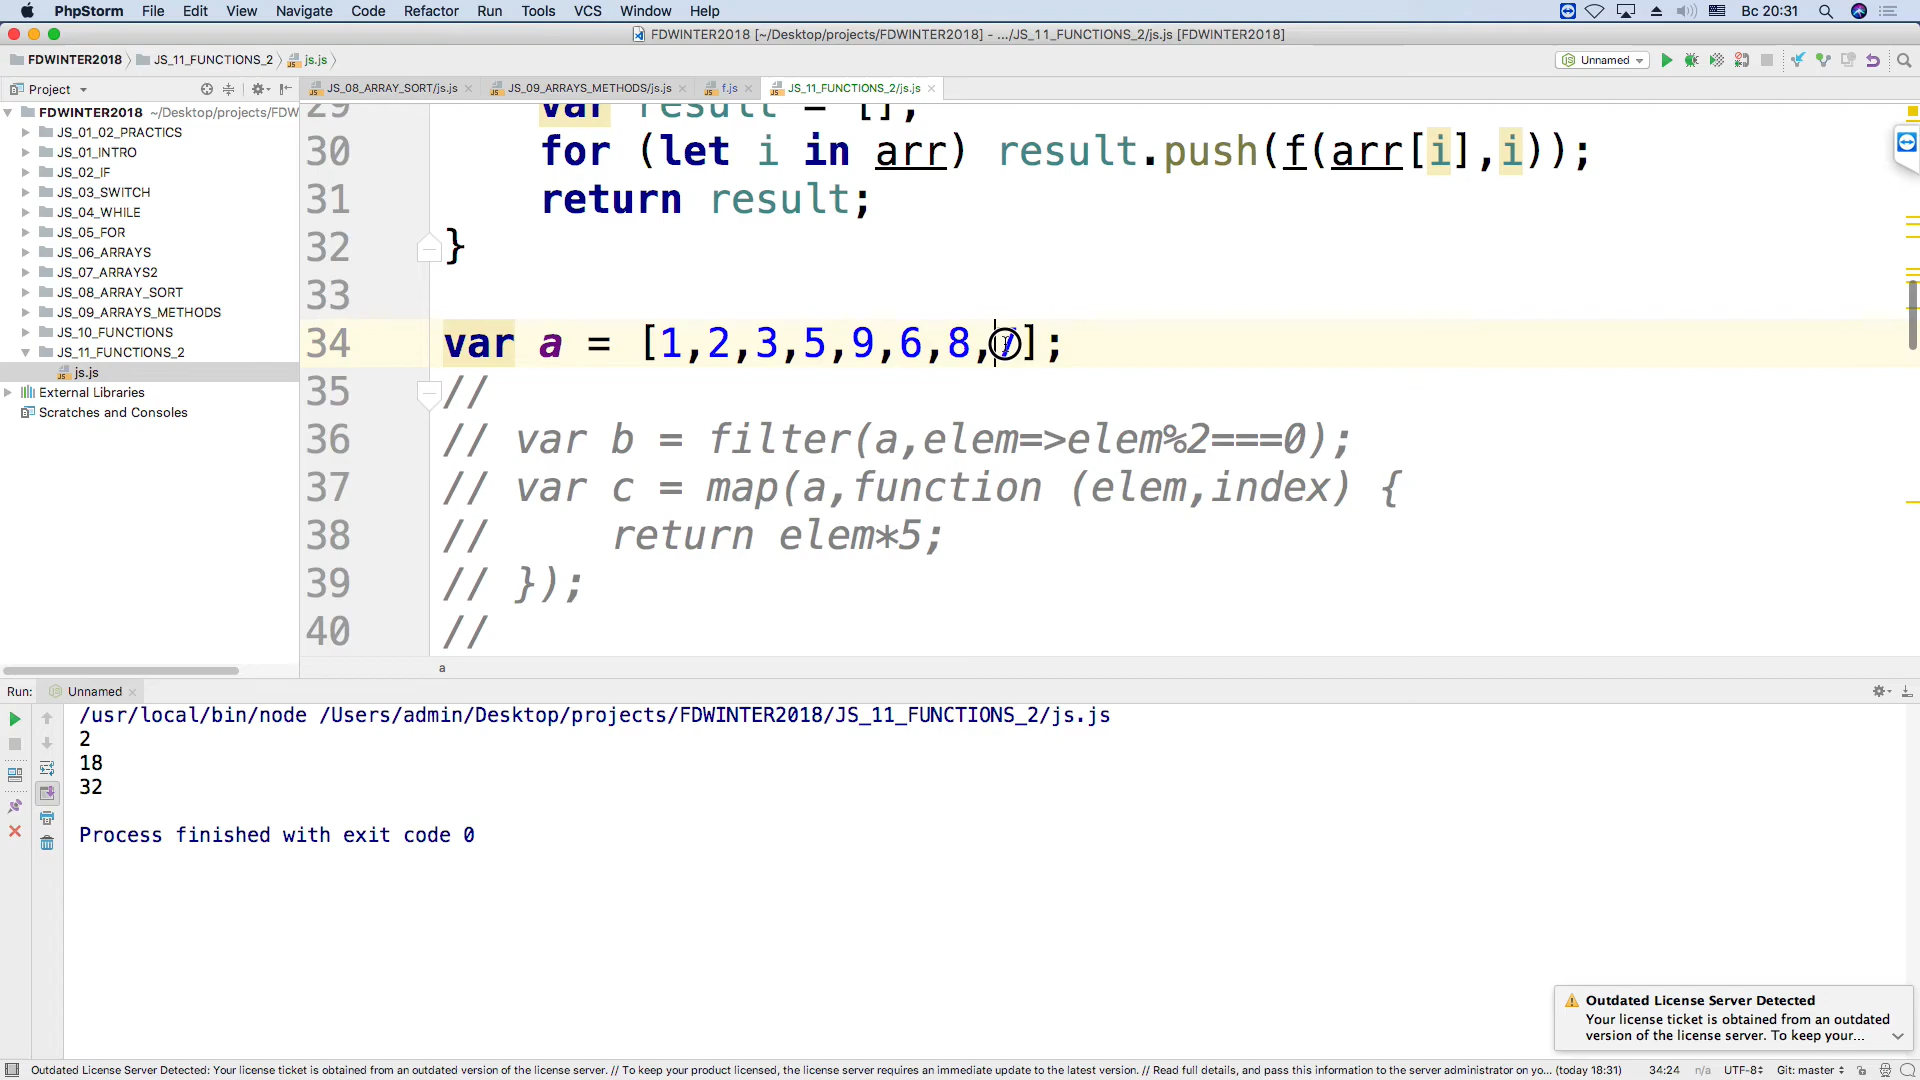 PhpStorm File Edit View Navigate Code Refactor Run Tools VCS Window Help Вс 20:31
FDWINTER2018 [~/Desktop/projects/FDWINTER2018] - .../JS_11_FUNCTIONS_2/js.js [FDWINTER2018]
FDWINTER2018 JS_11_FUNCTIONS_2 js.js Unnamed
Project JS_08_ARRAY_SORT/js.js JS_09_ARRAYS_METHODS/js.js f.js JS_11_FUNCTIONS_2/js.js
FDWINTER2018 ~/Desktop/projects/FDW
JS_01_02_PRACTICS
JS_01_INTRO
JS_02_IF
JS_03_SWITCH
JS_04_WHILE
JS_05_FOR
JS_06_ARRAYS
JS_07_ARRAYS2
JS_08_ARRAY_SORT
JS_09_ARRAYS_METHODS
JS_10_FUNCTIONS
JS_11_FUNCTIONS_2
js.js
External Libraries
Scratches and Consoles
29 var result = [];
30 for (let i in arr) result.push(f(arr[i],i));
31 return result;
32 }
33
34 var a = [1,2,3,5,9,6,8,7];
35 //
36 // var b = filter(a,elem=>elem%2===0);
37 // var c = map(a,function (elem,index) {
38 // return elem*5;
39 // });
40 //
a
Run: Unnamed
/usr/local/bin/node /Users/admin/Desktop/projects/FDWINTER2018/JS_11_FUNCTIONS_2/js.js
2
18
32
Process finished with exit code 0
Outdated License Server Detected
Your license ticket is obtained from an outdated
version of the license server. To keep your...
Outdated License Server Detected: Your license ticket is obtained from an outdated version of the license server. // To keep your product licensed, the license server requires an immediate update to the latest version. // Read full details, and pass this information to the server administrator on yo... (today 18:31) 34:24 n/a UTF-8 Git: master